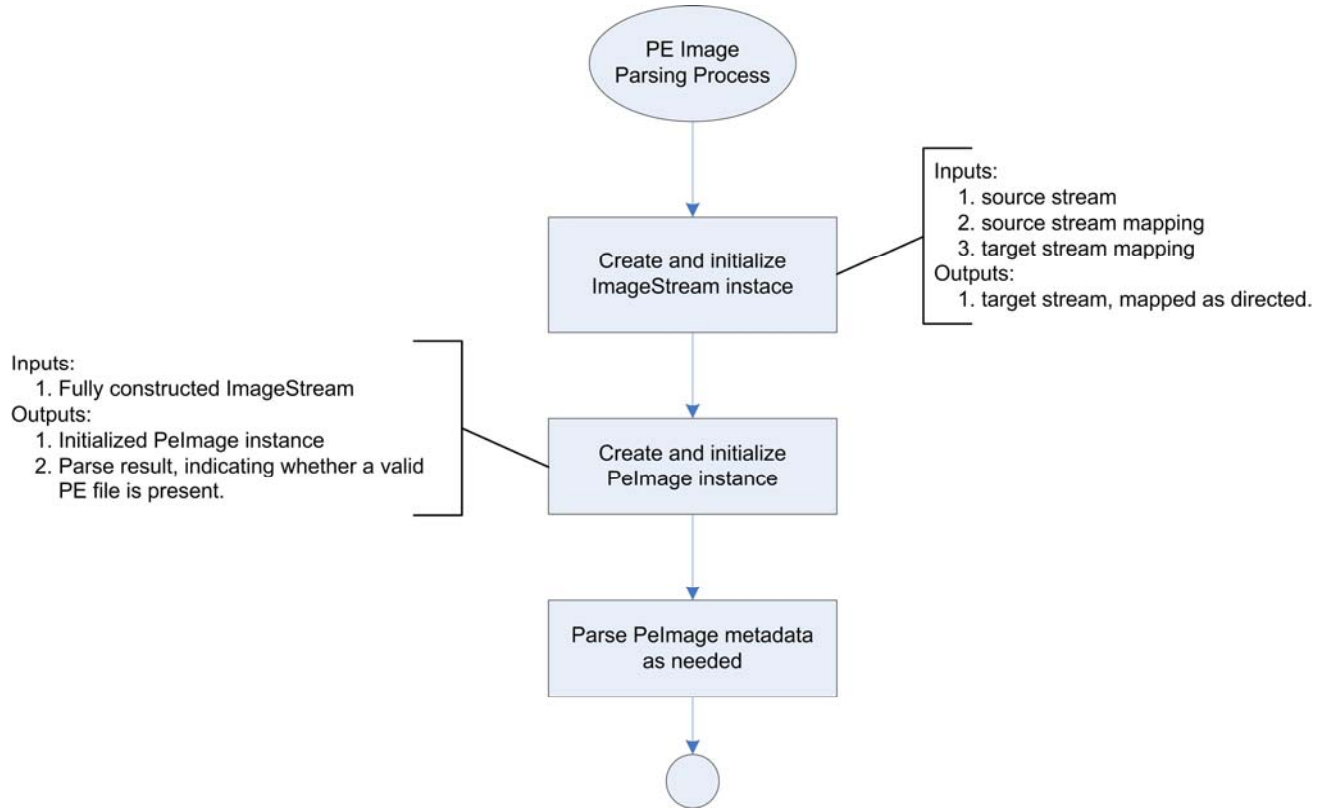 PE Image
Parsing Process
Inputs:
1. source stream
2. source stream mapping
3. target stream mapping
Outputs:
1. target stream, mapped as directed.
Create and initialize
ImageStream instace
Inputs:
1. Fully constructed ImageStream
Outputs:
1. Initialized PeImage instance
2. Parse result, indicating whether a valid
PE file is present.
Create and initialize
PeImage instance
Parse PeImage metadata
as needed